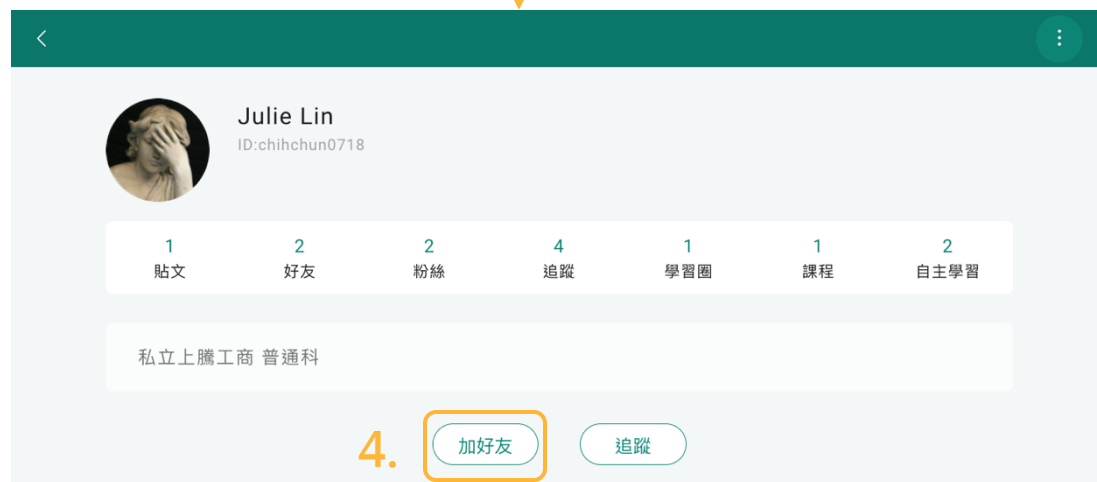 Julie Lin
ID:chihchun0718
1 2 2 4 1 1 2
貼文 好友 粉絲 追蹤 學習圈 課程 自主學習
私立上騰工商 普通科
4. 加好友 追蹤